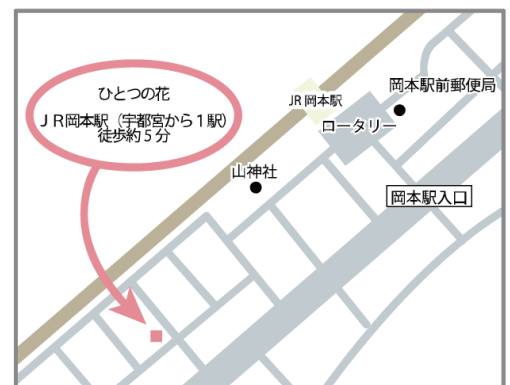 ひとつの花
JR岡本駅（宇都宮から1駅）
徒歩約5分
JR岡本駅
岡本駅前郵便局
ロータリー
山神社
岡本駅入口